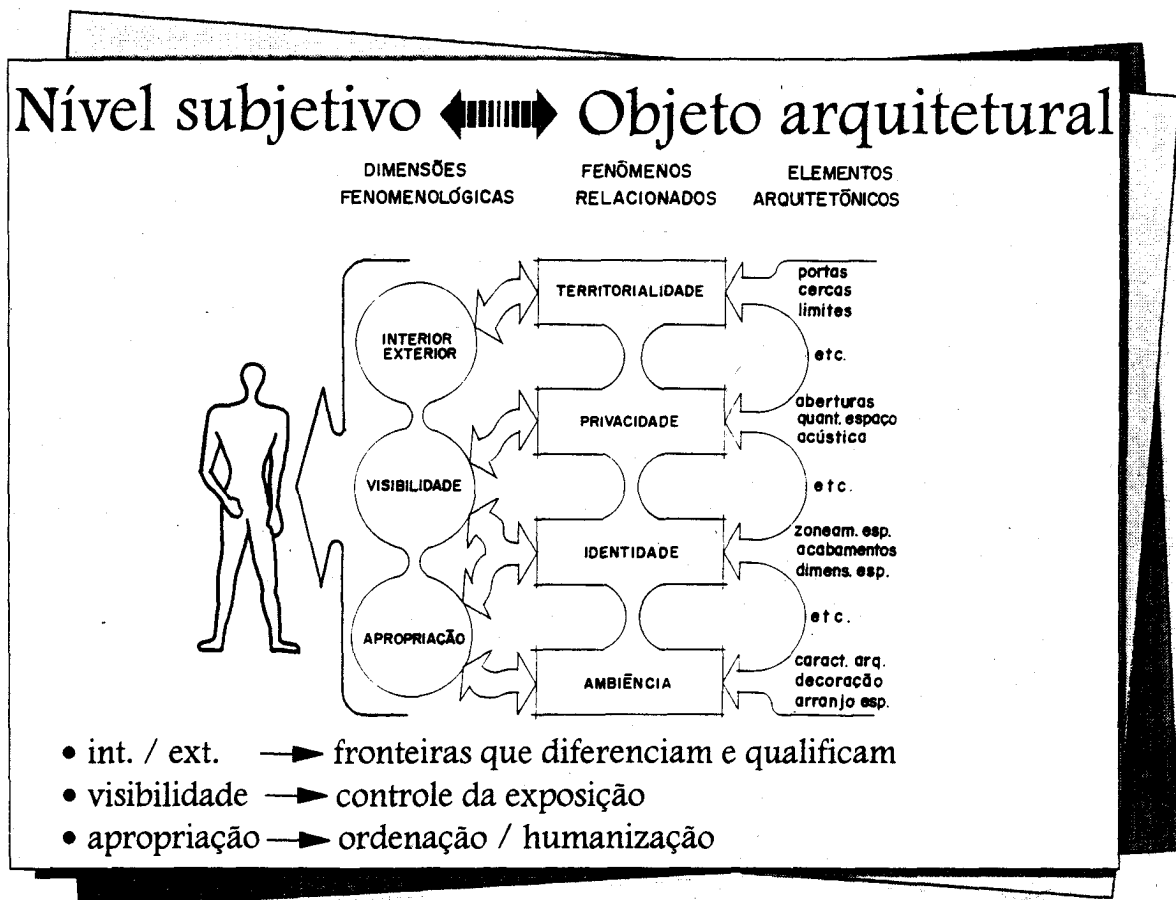 Nível subjetivo Objeto arquitetural
DIMENSÕES
FENOMENOLÓGICAS
FENÔMENOS
RELACIONADOS
ELEMENTOS
ARQUITETÔNICOS
INTERIOR
EXTERIOR
VISIBILIDADE
APROPRIAÇÃO
TERRITORIALIDADE
PRIVACIDADE
IDENTIDADE
AMBIÊNCIA
portas
cercas
limites
etc.
aberturas
quant. espaço
acústica
etc.
zoneam. esp.
acabamentos
dimens. esp.
etc.
caract. arq.
decoração
arranjo esp.
• int. / ext. → fronteiras que diferenciam e qualificam
• visibilidade → controle da exposição
• apropriação → ordenação / humanização